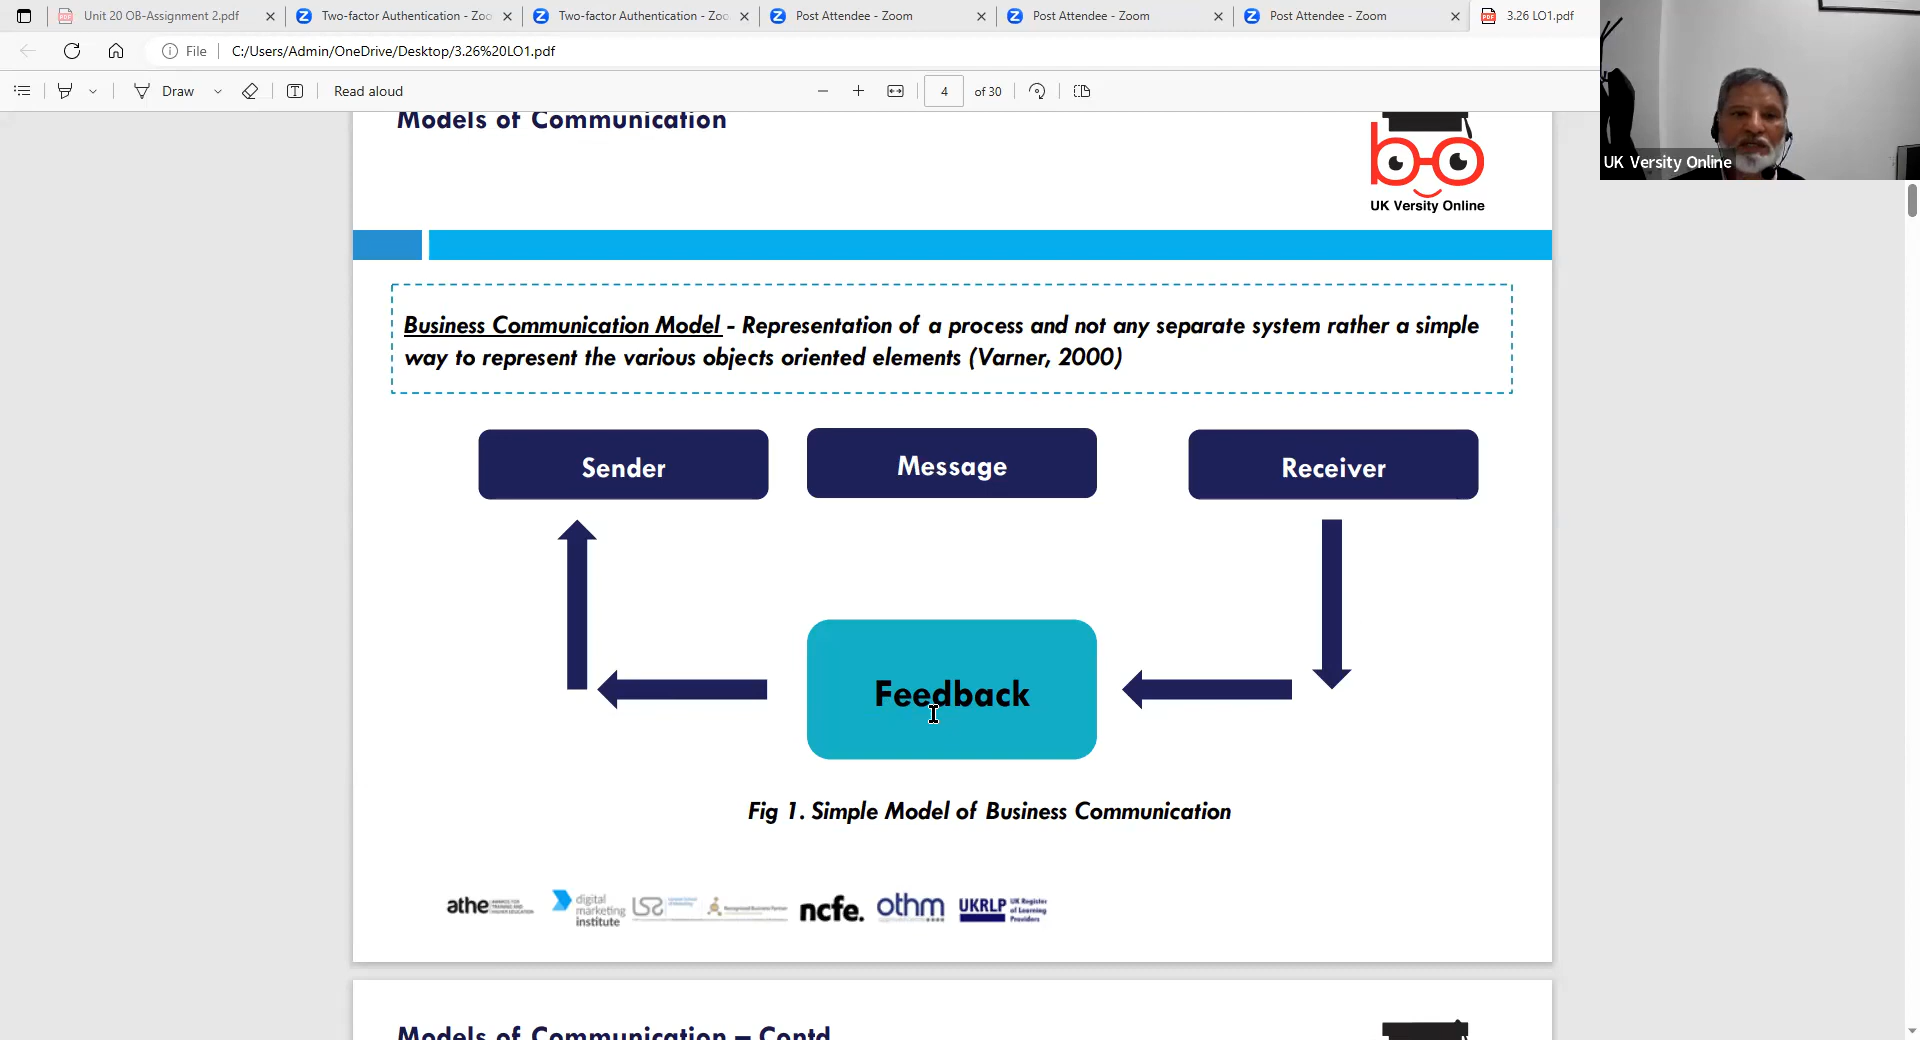 Unit 20 OB-Assignment 2.pdf
Two-factor Authentication - Zoo
Two-factor Authentication - Zoo
Post Attendee - Zoom
Post Attendee - Zoom
Post Attendee - Zoom
3.26 LO1.pdf
File
C:/Users/Admin/OneDrive/Desktop/3.26%20LO1.pdf
Draw
Read aloud
4 of 30
UK Versity Online
Models of Communication
UK Versity Online
Business Communication Model - Representation of a process and not any separate system rather a simple
way to represent the various objects oriented elements (Varner, 2000)
Sender
Message
Receiver
Feedback
Fig 1. Simple Model of Business Communication
athe
digital
marketing
institute
ncfe.
othm
UKRLP
UK Register
of Learning
Providers
Models of Communication – Contd